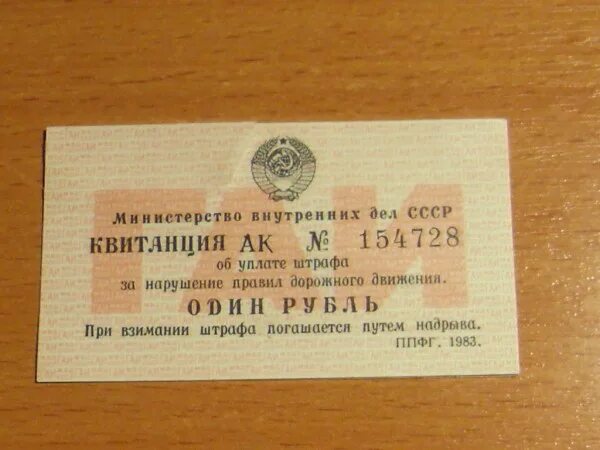 ГАИ
Министерство внутренних дел СССР
КВИТАНЦИЯ АК № 154728
об уплате штрафа
за нарушение правил дорожного движения.
ОДИН РУБЛЬ
При взимании штрафа погашается путем надрыва.
ППФГ. 1983.